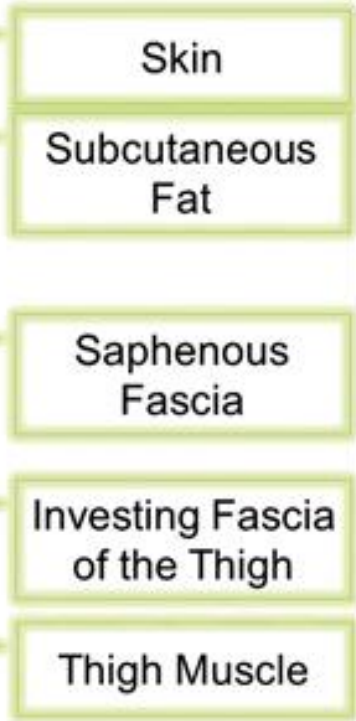 Skin
Subcutaneous
Fat
Saphenous
Fascia
Investing Fascia
of the Thigh
Thigh Muscle